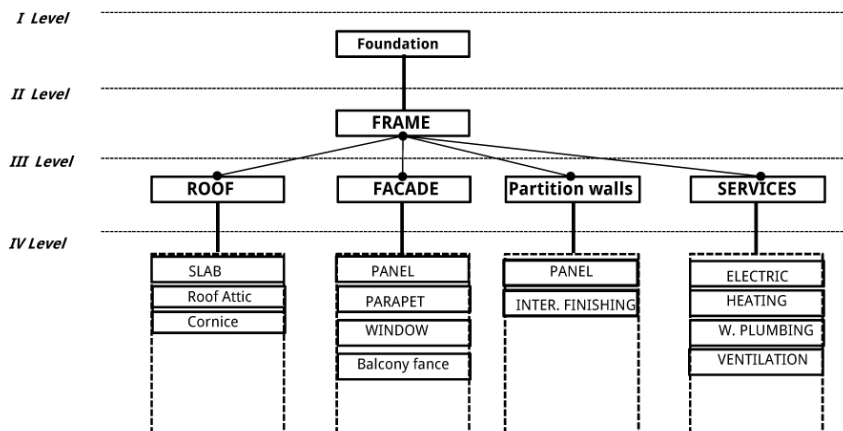 I Level
Foundation
II Level
FRAME
III Level
ROOF
FACADE
Partition walls
SERVICES
IV Level
SLAB
Roof Attic
Cornice
PANEL
PARAPET
WINDOW
Balcony fance
PANEL
INTER. FINISHING
ELECTRIC
HEATING
W. PLUMBING
VENTILATION